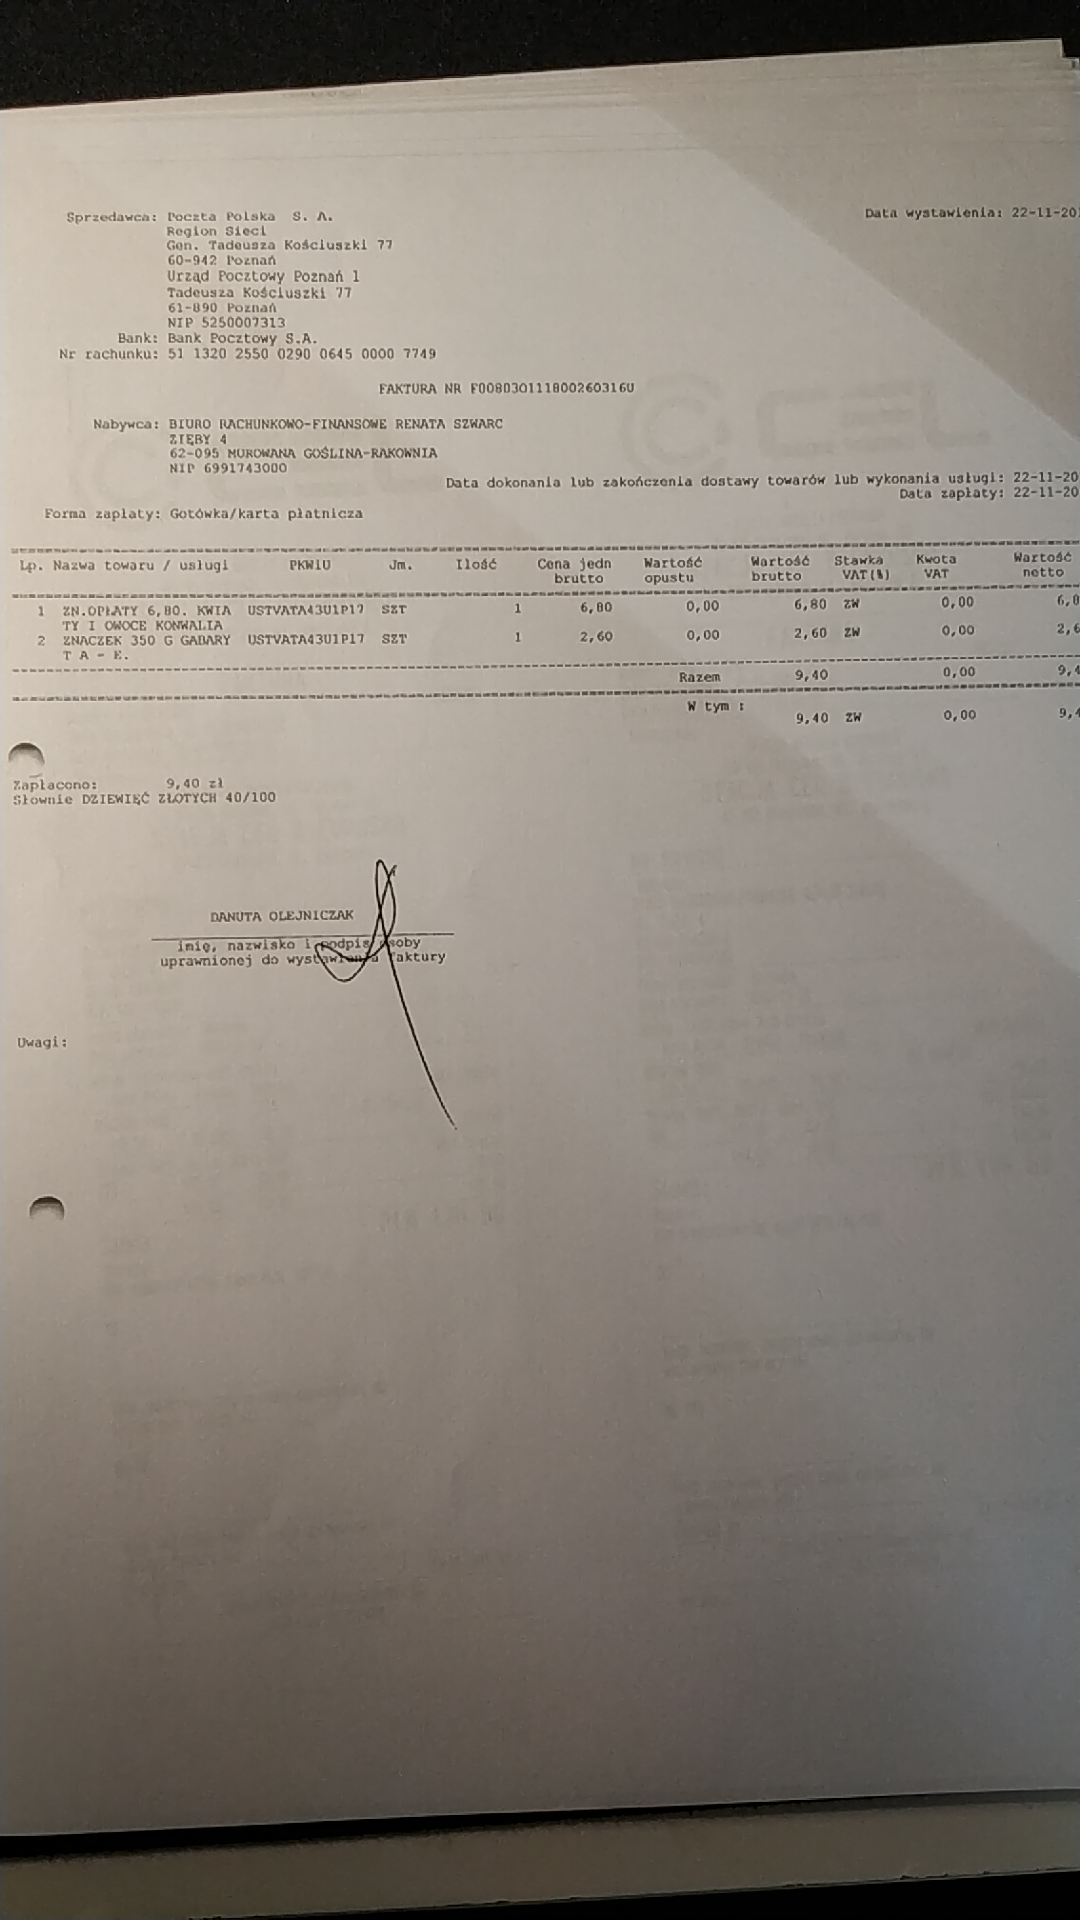 Sprzedawca: Poczta Polska S. A.
Data wystawienia: 22-11-20
Region Sieci
Gen. Tadeusza Kościuszki 77
60-942 Poznań
Urząd Pocztowy Poznań 1
Tadeusza Kościuszki 77
61-890 Poznań
NIP 5250007313
Bank: Bank Pocztowy S.A.
Nr rachunku: 51 1320 2550 0290 0645 0000 7749
FAKTURA NR F008030111800260316U
Nabywca: BIURO RACHUNKOWO-FINANSOWE RENATA SZWARC
ZIĘBY 4
62-095 MUROWANA GOŚLINA-RAKOWNIA
NIP 6991743000
Data dokonania lub zakończenia dostawy towarów lub wykonania usługi: 22-11-20
Data zapłaty: 22-11-20
Forma zapłaty: Gotówka/karta płatnicza
Lp. Nazwa towaru / usługi PKWiU Jm. Ilość Cena jedn Wartość Wartość Stawka Kwota Wartość
brutto opustu brutto VAT(%) VAT netto
1 ZN.OPŁATY 6,80. KWIA USTVATA43U1P17 SZT 1 6,80 0,00 6,80 ZW 0,00 6,8
TY I OWOCE KONWALIA
2 ZNACZEK 350 G GABARY USTVATA43U1P17 SZT 1 2,60 0,00 2,60 ZW 0,00 2,6
T A - E.
Razem 9,40 0,00 9,4
W tym :
9,40 ZW 0,00 9,4
Zapłacono: 9,40 zł
Słownie DZIEWIĘĆ ZŁOTYCH 40/100
DANUTA OLEJNICZAK
imię, nazwisko i podpis osoby
uprawnionej do wystawienia faktury
Uwagi: